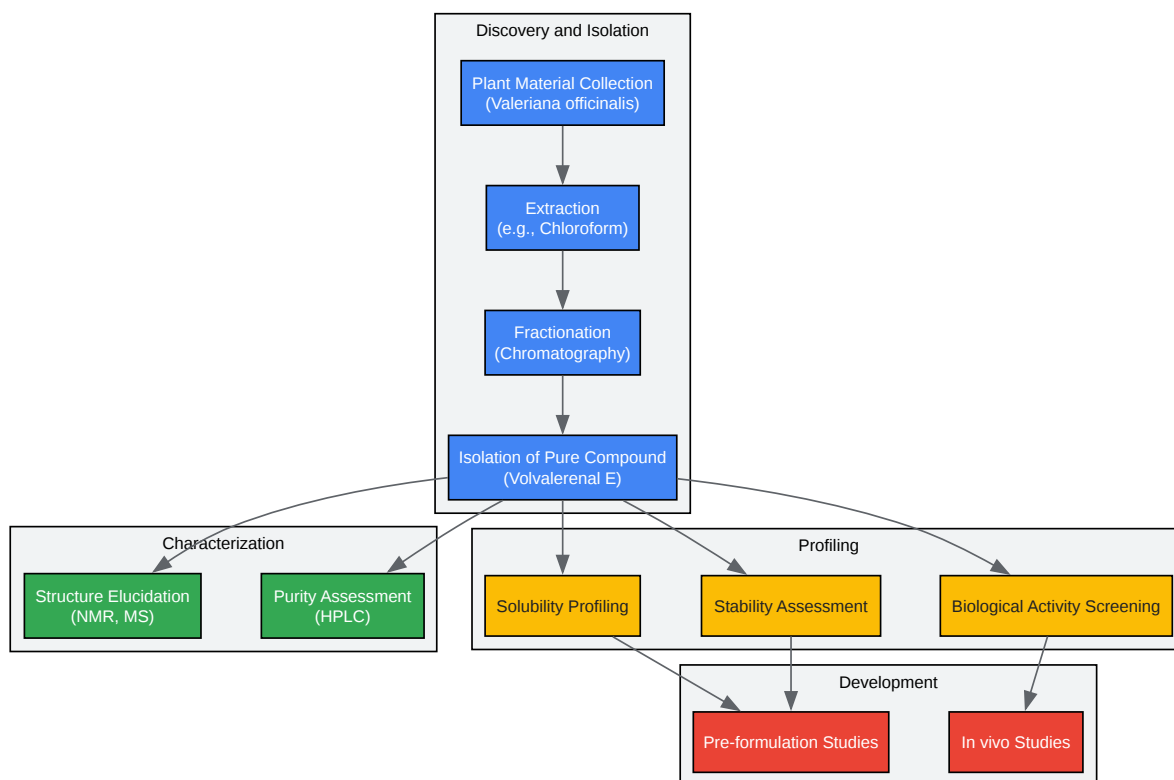 Discovery and Isolation
Plant Material Collection
(Valeriana officinalis)
Extraction
(e.g., Chloroform)
Fractionation
(Chromatography)
Isolation of Pure Compound
(Volvalerenal E)
Characterization
Structure Elucidation
(NMR, MS)
Purity Assessment
(HPLC)
Profiling
Solubility Profiling
Stability Assessment
Biological Activity Screening
Development
Pre-formulation Studies
In vivo Studies